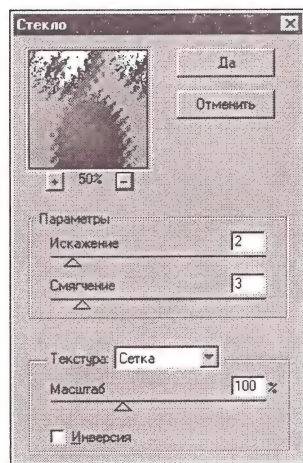 Стекло
Да
Отменить
+ 50% -
Параметры
Искажение 2
Смягчение 3
Текстура: Сетка
Масштаб 100 %
Инверсия